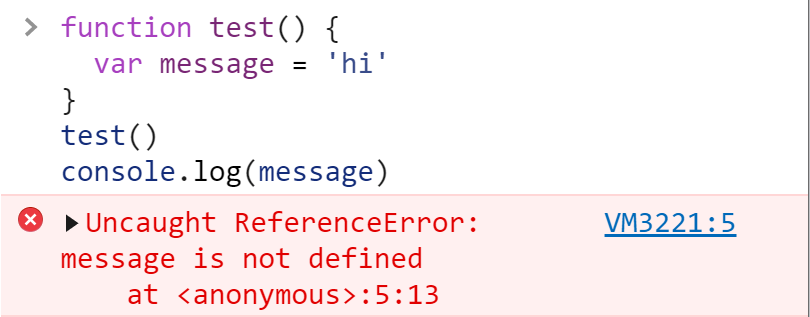 > function test() {
  var message = 'hi'
}
test()
console.log(message)
Uncaught ReferenceError: VM3221:5
message is not defined
    at <anonymous>:5:13